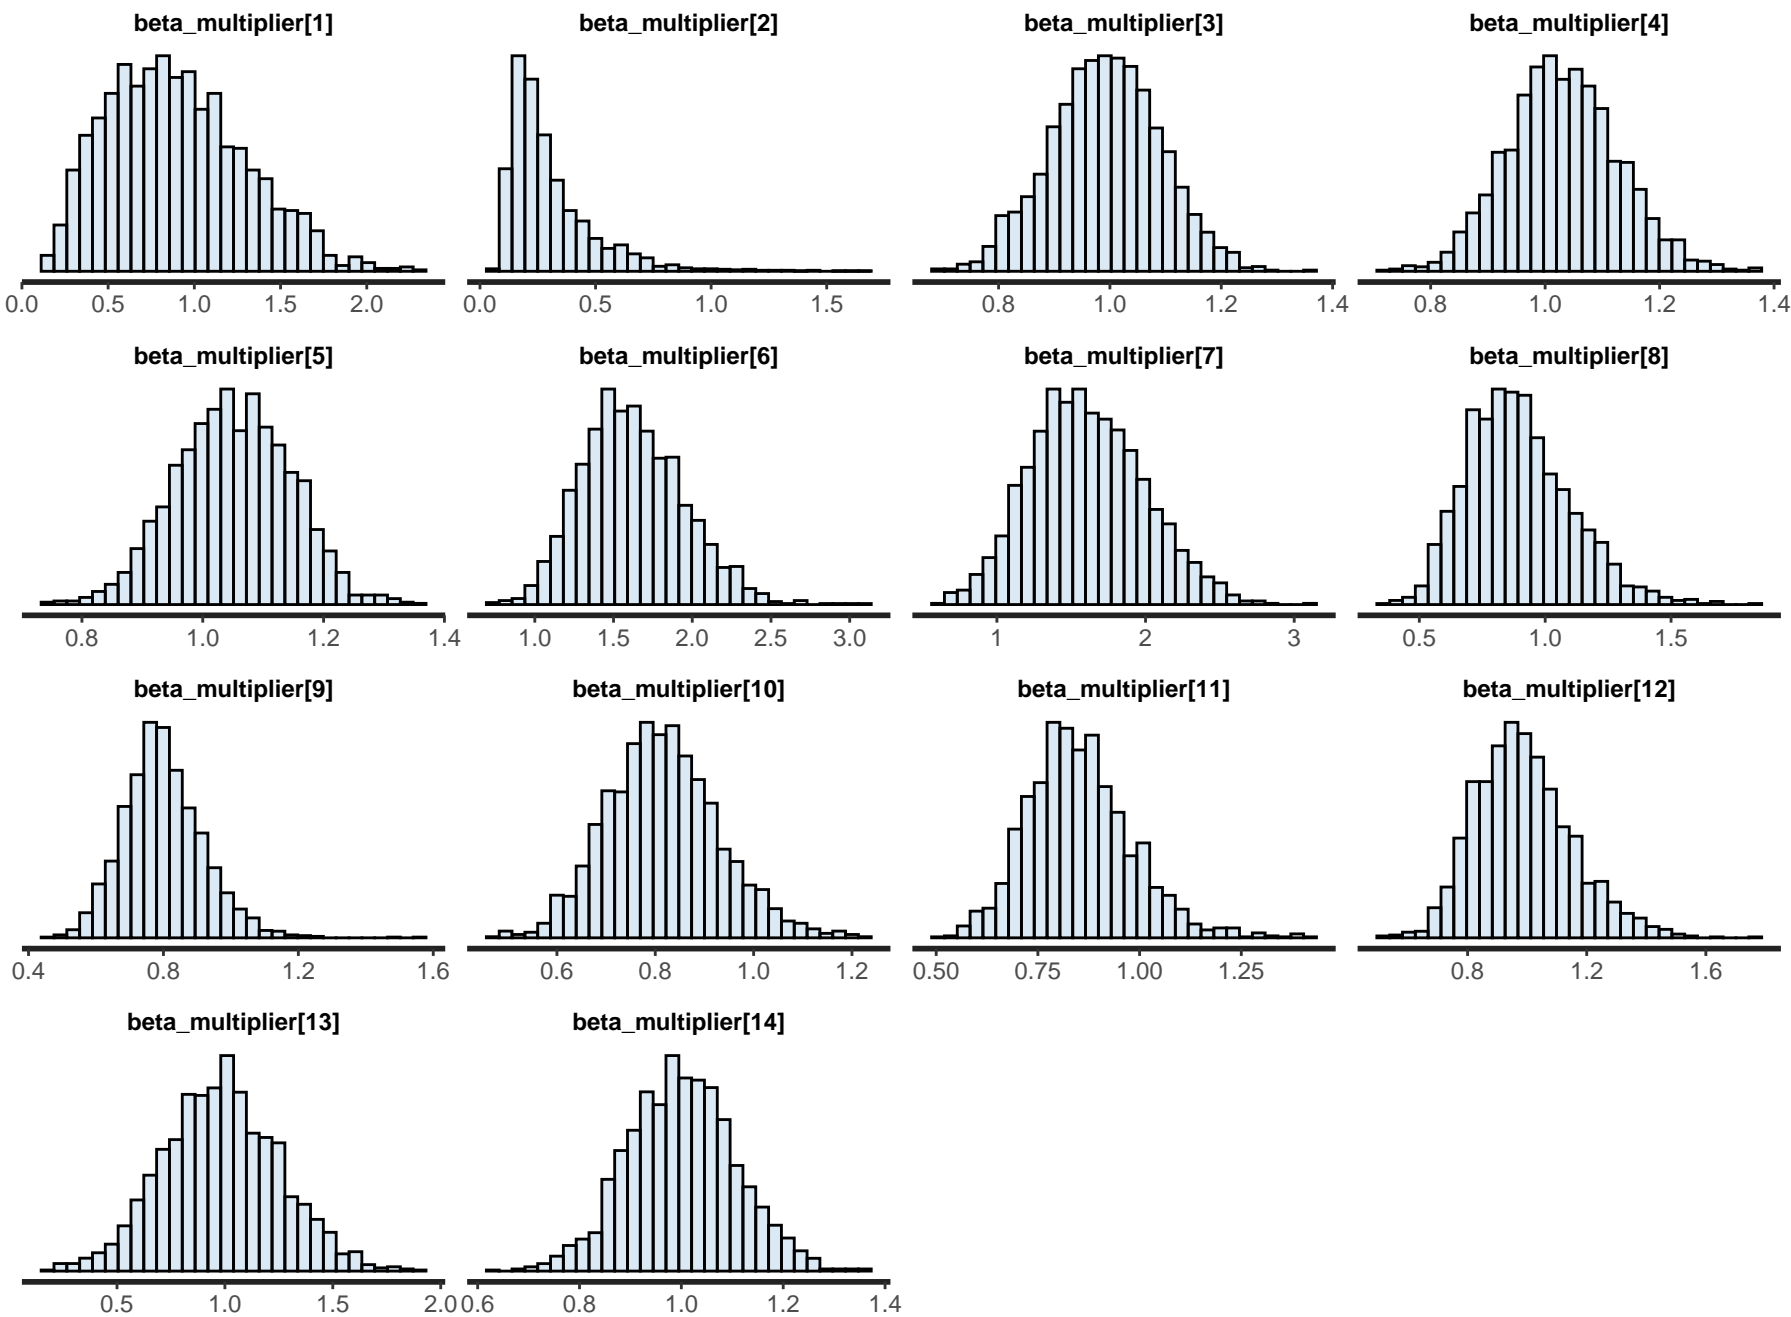 beta_multiplier[1] beta_multiplier[2] beta_multiplier[3] beta_multiplier[4]
0.0 0.5 1.0 1.5 2.0 0.0 0.5 1.0 1.5 0.8 1.0 1.2 1.4 0.8 1.0 1.2 1.4
beta_multiplier[5] beta_multiplier[6] beta_multiplier[7] beta_multiplier[8]
0.8 1.0 1.2 1.4 1.0 1.5 2.0 2.5 3.0 1 2 3 0.5 1.0 1.5
beta_multiplier[9] beta_multiplier[10] beta_multiplier[11] beta_multiplier[12]
0.4 0.8 1.2 1.6 0.6 0.8 1.0 1.2 0.50 0.75 1.00 1.25 0.8 1.2 1.6
beta_multiplier[13] beta_multiplier[14]
0.5 1.0 1.5 2.0 0.6 0.8 1.0 1.2 1.4